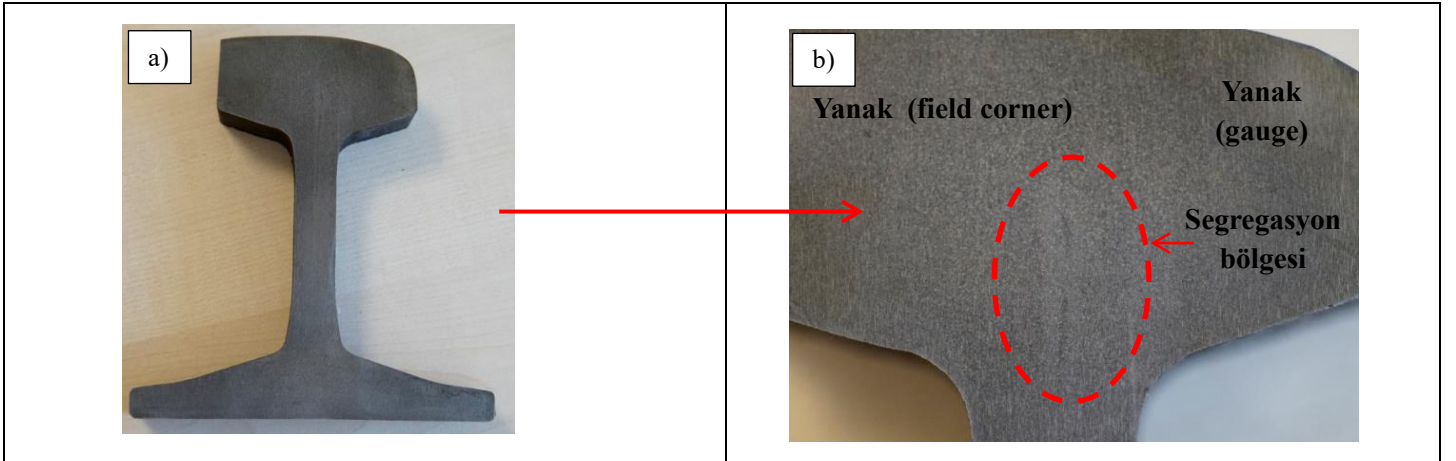 a)
b)
Yanak (field corner)
Yanak
(gauge)
Segregasyon
bölgesi